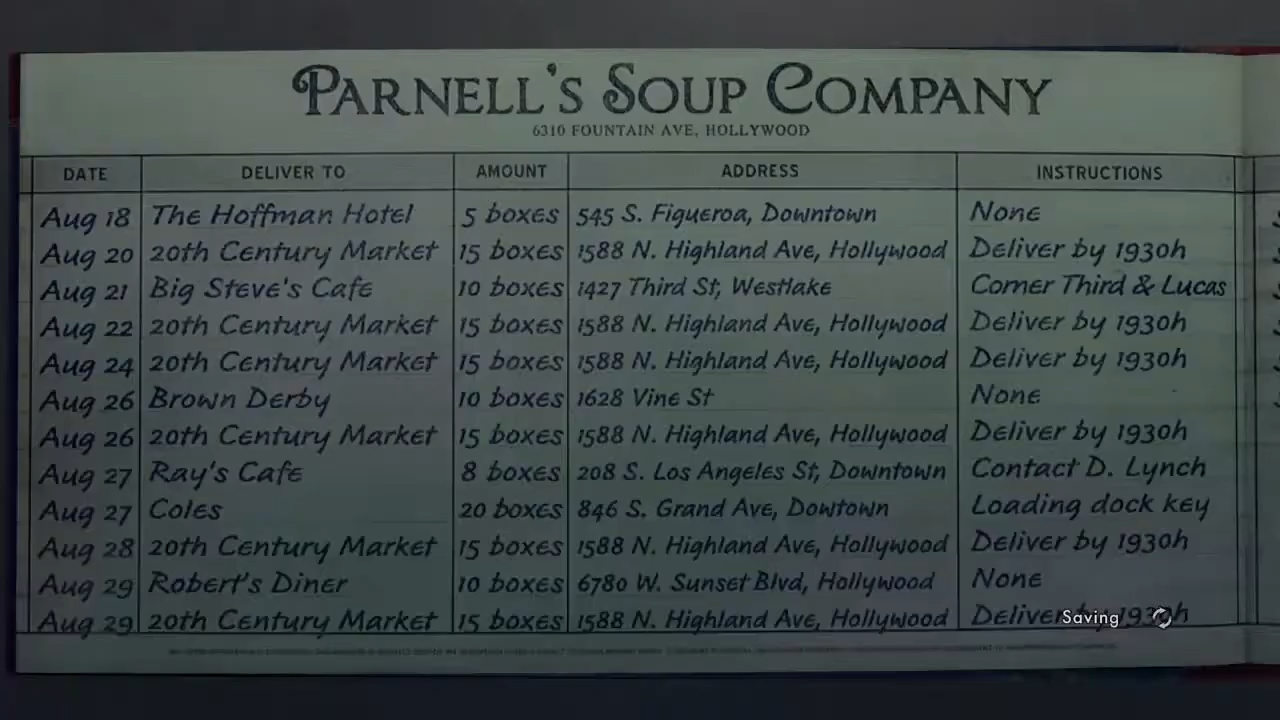 PARNELL'S SOUP COMPANY
6310 FOUNTAIN AVE, HOLLYWOOD
DATE DELIVER TO AMOUNT ADDRESS INSTRUCTIONS
Aug 18 The Hoffman Hotel 5 boxes 545 S. Figueroa, Downtown None
Aug 20 20th Century Market 15 boxes 1588 N. Highland Ave, Hollywood Deliver by 1930h
Aug 21 Big Steve's Cafe 10 boxes 1427 Third St, Westlake Corner Third & Lucas
Aug 22 20th Century Market 15 boxes 1588 N. Highland Ave, Hollywood Deliver by 1930h
Aug 24 20th Century Market 15 boxes 1588 N. Highland Ave, Hollywood Deliver by 1930h
Aug 26 Brown Derby 10 boxes 1628 Vine St None
Aug 26 20th Century Market 15 boxes 1588 N. Highland Ave, Hollywood Deliver by 1930h
Aug 27 Ray's Cafe 8 boxes 208 S. Los Angeles St, Downtown Contact D. Lynch
Aug 27 Coles 20 boxes 846 S. Grand Ave, Dowtown Loading dock key
Aug 28 20th Century Market 15 boxes 1588 N. Highland Ave, Hollywood Deliver by 1930h
Aug 29 Robert's Diner 10 boxes 6780 W. Sunset Blvd, Hollywood None
Aug 29 20th Century Market 15 boxes 1588 N. Highland Ave, Hollywood Deliver by 1930h
Saving